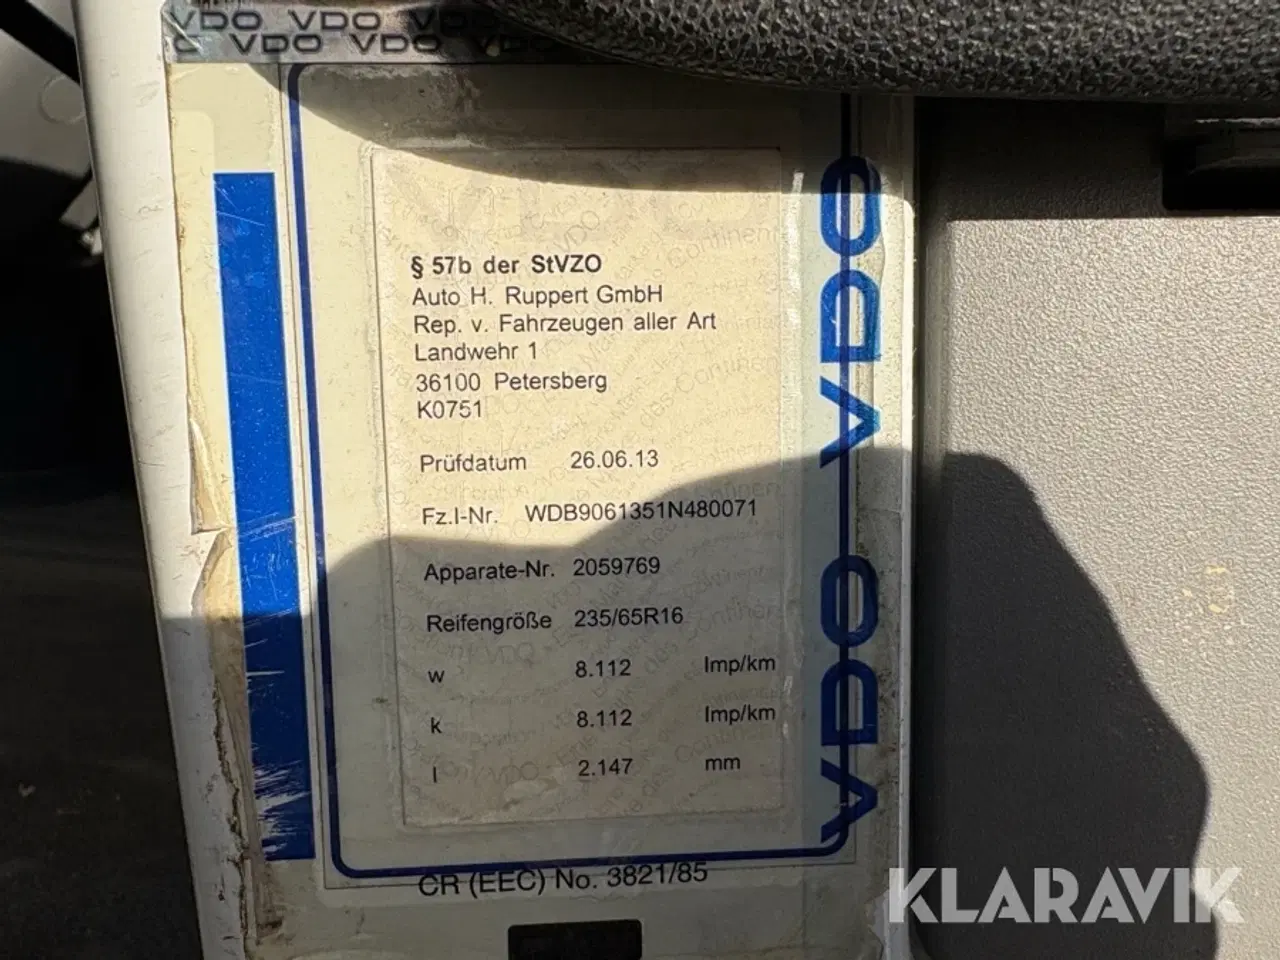 VDO VDO VDO
VDO VDO VDO
§ 57b der StVZO
Auto H. Ruppert GmbH
Rep. v. Fahrzeugen aller Art
Landwehr 1
36100 Petersberg
K0751
Prüfdatum 26.06.13
Fz.I-Nr. WDB9061351N480071
Apparate-Nr. 2059769
Reifengröße 235/65R16
w 8.112 Imp/km
k 8.112 Imp/km
l 2.147 mm
VDO VDO
CR (EEC) No. 3821/85
KLARAVIK